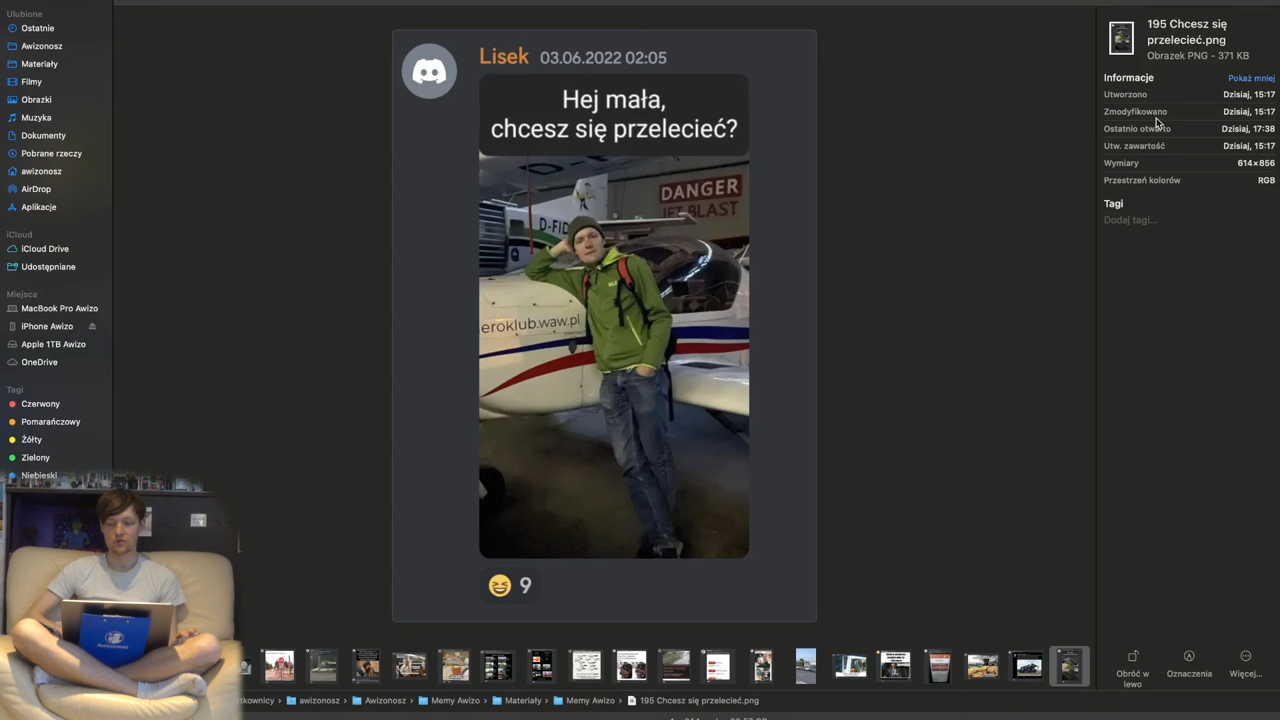 Ulubione
Ostatnie
Awizonosz
Materiały
Filmy
Obrazki
Muzyka
Dokumenty
Pobrane rzeczy
awizonosz
AirDrop
Aplikacje
iCloud
iCloud Drive
Udostępniane
Miejsca
MacBook Pro Awizo
iPhone Awizo
Apple 1TB Awizo
OneDrive
Tagi
Czerwony
Pomarańczowy
Żółty
Zielony
Niebieski
Lisek 03.06.2022 02:05
Hej mała,
chcesz się przelecieć?
DANGER
JET BLAST
D-FID
eroklub.waw.pl
9
195 Chcesz się
przelecieć.png
Obrazek PNG - 371 KB
Informacje Pokaż mniej
Utworzono Dzisiaj, 15:17
Zmodyfikowano Dzisiaj, 15:17
Ostatnio otwarto Dzisiaj, 17:38
Utw. zawartość Dzisiaj, 15:17
Wymiary 614×856
Przestrzeń kolorów RGB
Tagi
Dodaj tagi...
Obróć w
lewo
Oznaczenia
Więcej...
Awizonosz
tkownicy awizonosz Awizonosz Memy Awizo Materiały Memy Awizo 195 Chcesz się przelecieć.png